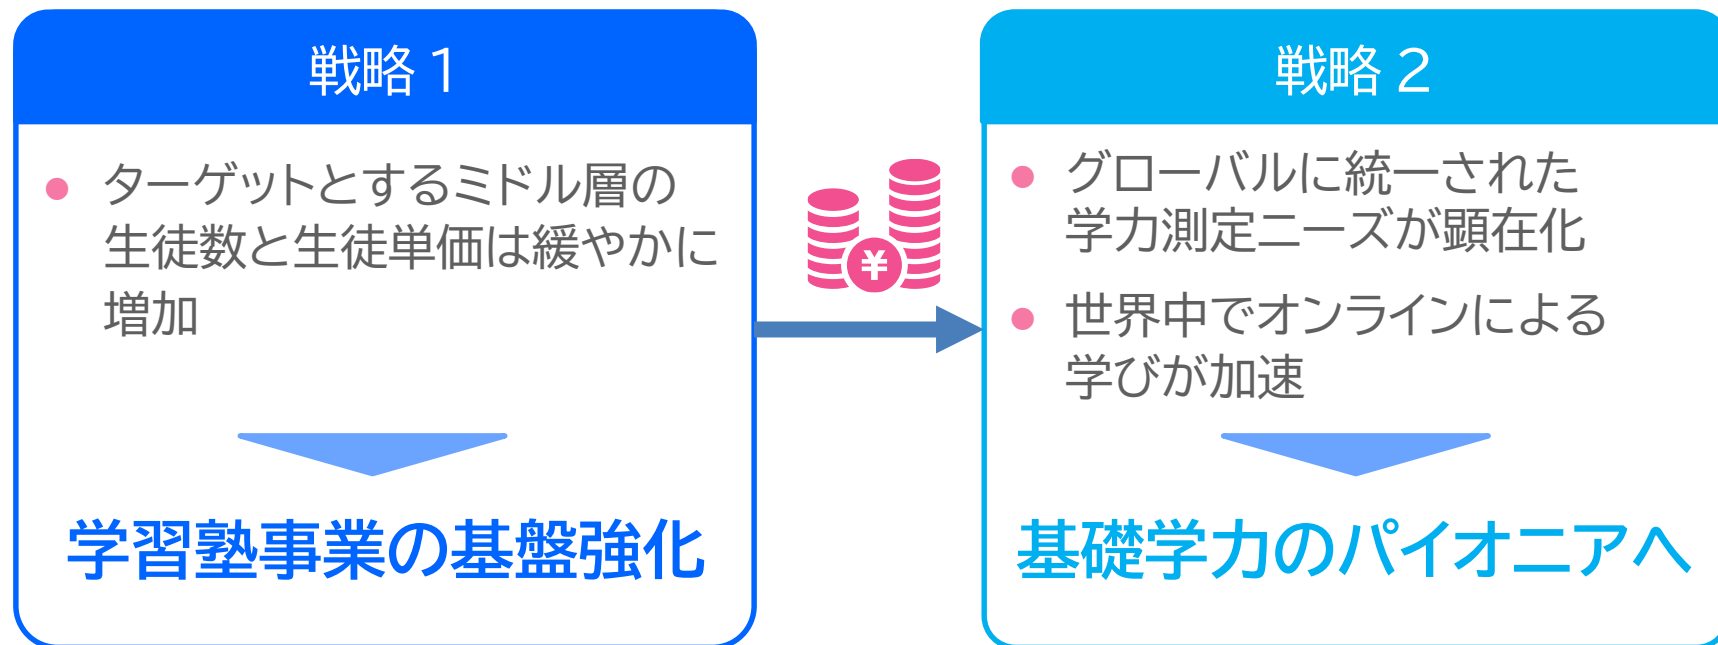 戦略 1
● ターゲットとするミドル層の
生徒数と生徒単価は緩やかに
増加
学習塾事業の基盤強化
¥
戦略 2
● グローバルに統一された
学力測定ニーズが顕在化
● 世界中でオンラインによる
学びが加速
基礎学力のパイオニアへ